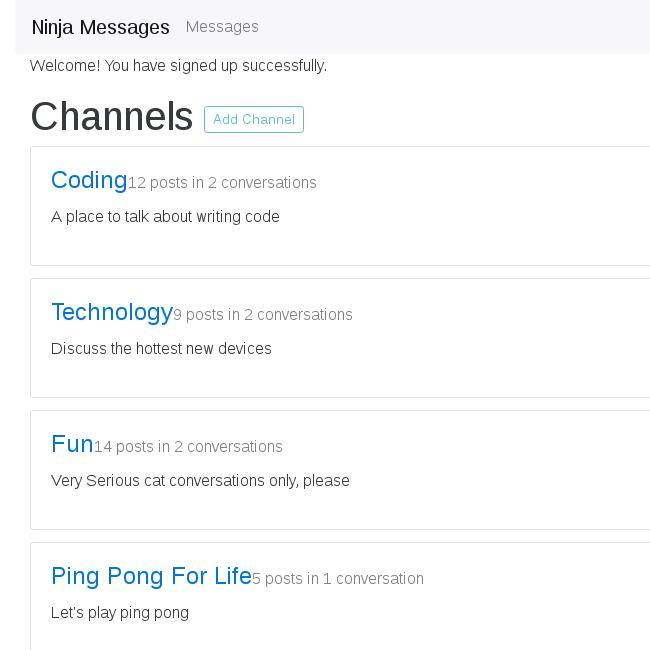 Ninja Messages Messages
Welcome! You have signed up successfully.
Channels Add Channel
Coding12 posts in 2 conversations
A place to talk about writing code
Technology9 posts in 2 conversations
Discuss the hottest new devices
Fun14 posts in 2 conversations
Very Serious cat conversations only, please
Ping Pong For Life5 posts in 1 conversation
Let's play ping pong